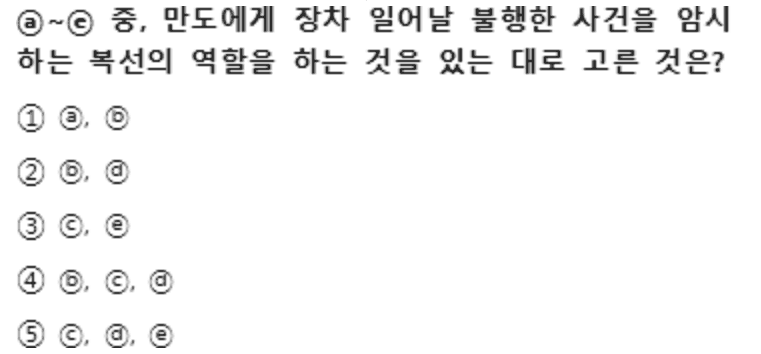 ⓐ~ⓔ 중, 만도에게 장차 일어날 불행한 사건을 암시
하는 복선의 역할을 하는 것을 있는 대로 고른 것은?
① ⓐ, ⓑ
② ⓑ, ⓓ
③ ⓒ, ⓔ
④ ⓑ, ⓒ, ⓓ
⑤ ⓒ, ⓓ, ⓔ